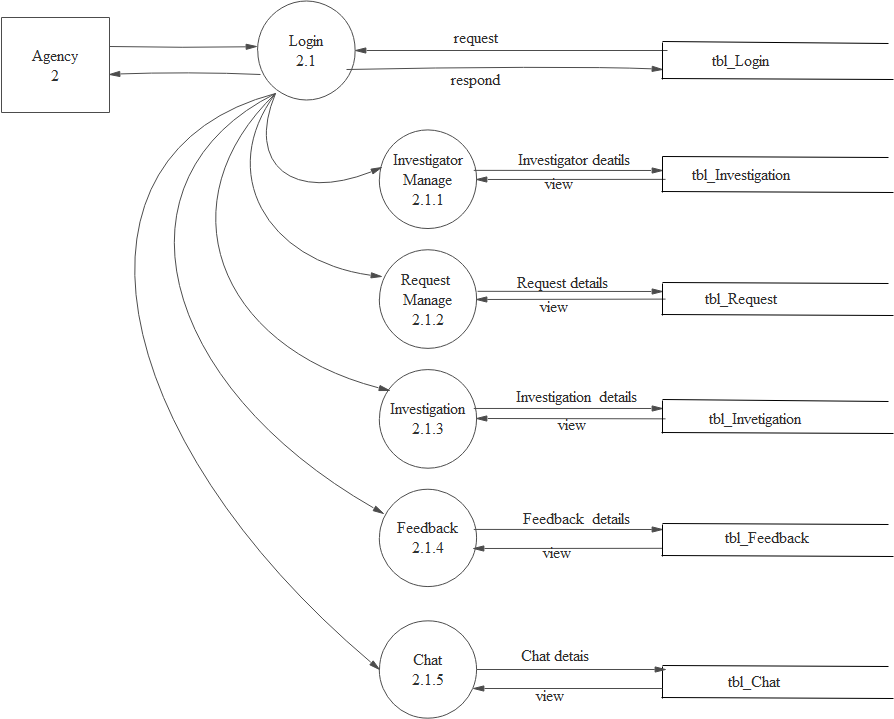 Agency
2
Login
2.1
request
respond
tbl_Login
Investigator
Manage
2.1.1
Investigator deatils
view
tbl_Investigation
Request
Manage
2.1.2
Request details
view
tbl_Request
Investigation
2.1.3
Investigation details
view
tbl_Invetigation
Feedback
2.1.4
Feedback details
view
tbl_Feedback
Chat
2.1.5
Chat detais
view
tbl_Chat